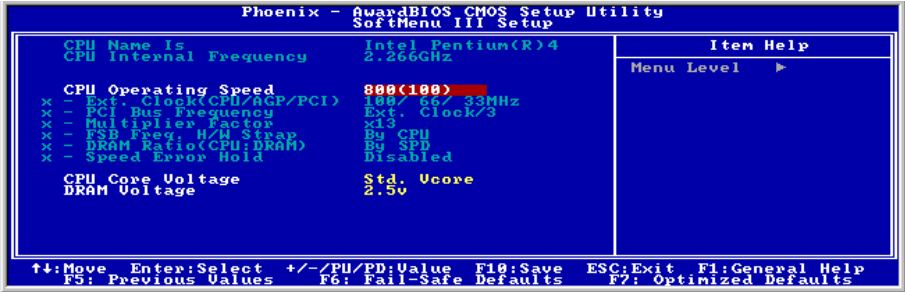 Phoenix - AwardBIOS CMOS Setup Utility
SoftMenu III Setup
CPU Name Is Intel Pentium(R)4
CPU Internal Frequency 2.266GHz
Item Help
Menu Level ►
CPU Operating Speed 800(100)
x - Ext. Clock(CPU/AGP/PCI) 100/ 66/ 33MHz
x - PCI Bus Frequency Ext. Clock/3
x - Multiplier Factor x13
x - FSB Freq. H/W Strap By CPU
x - DRAM Ratio(CPU:DRAM) By SPD
x - Speed Error Hold Disabled
CPU Core Voltage Std. Vcore
DRAM Voltage 2.5v
↑↓:Move Enter:Select +/-/PU/PD:Value F10:Save ESC:Exit F1:General Help
F5: Previous Values F6: Fail-Safe Defaults F7: Optimized Defaults